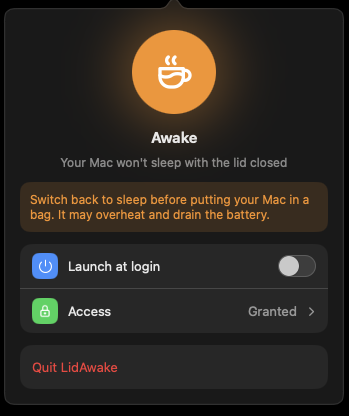 Awake
Your Mac won't sleep with the lid closed
Switch back to sleep before putting your Mac in a
bag. It may overheat and drain the battery.
Launch at login
Access Granted
Quit LidAwake